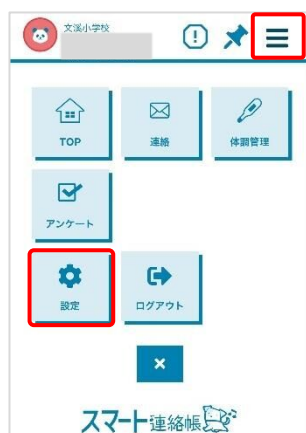 文溪小学校
TOP
連絡
体調管理
アンケート
設定
ログアウト
スマート連絡帳